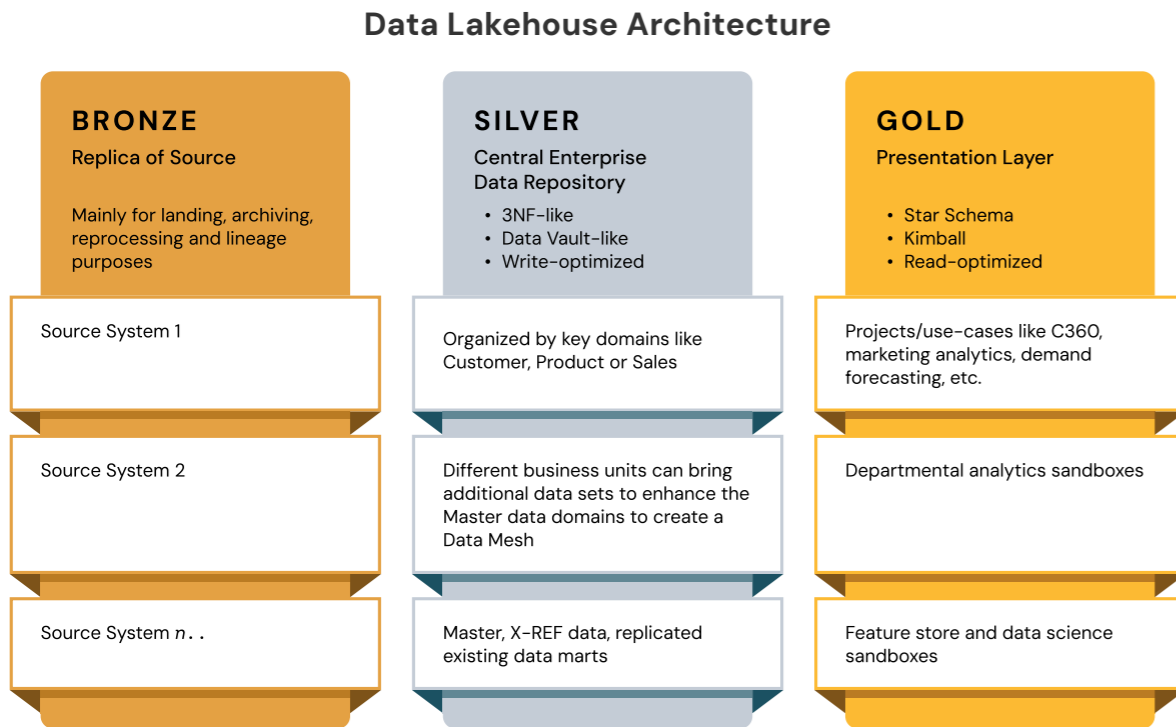 Data Lakehouse Architecture
BRONZE
Replica of Source
Mainly for landing, archiving,
reprocessing and lineage
purposes
Source System 1
Source System 2
Source System n . .
SILVER
Central Enterprise
Data Repository
• 3NF-like
• Data Vault-like
• Write-optimized
Organized by key domains like
Customer, Product or Sales
Different business units can bring
additional data sets to enhance the
Master data domains to create a
Data Mesh
Master, X-REF data, replicated
existing data marts
GOLD
Presentation Layer
• Star Schema
• Kimball
• Read-optimized
Projects/use-cases like C360,
marketing analytics, demand
forecasting, etc.
Departmental analytics sandboxes
Feature store and data science
sandboxes